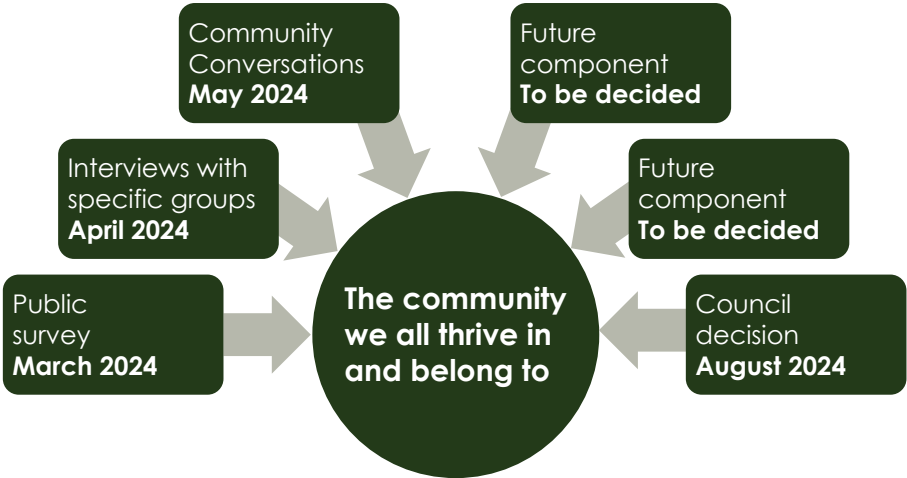 Community
Conversations
May 2024
Future
component
To be decided
Interviews with
specific groups
April 2024
Future
component
To be decided
Public
survey
March 2024
The community
we all thrive in
and belong to
Council
decision
August 2024